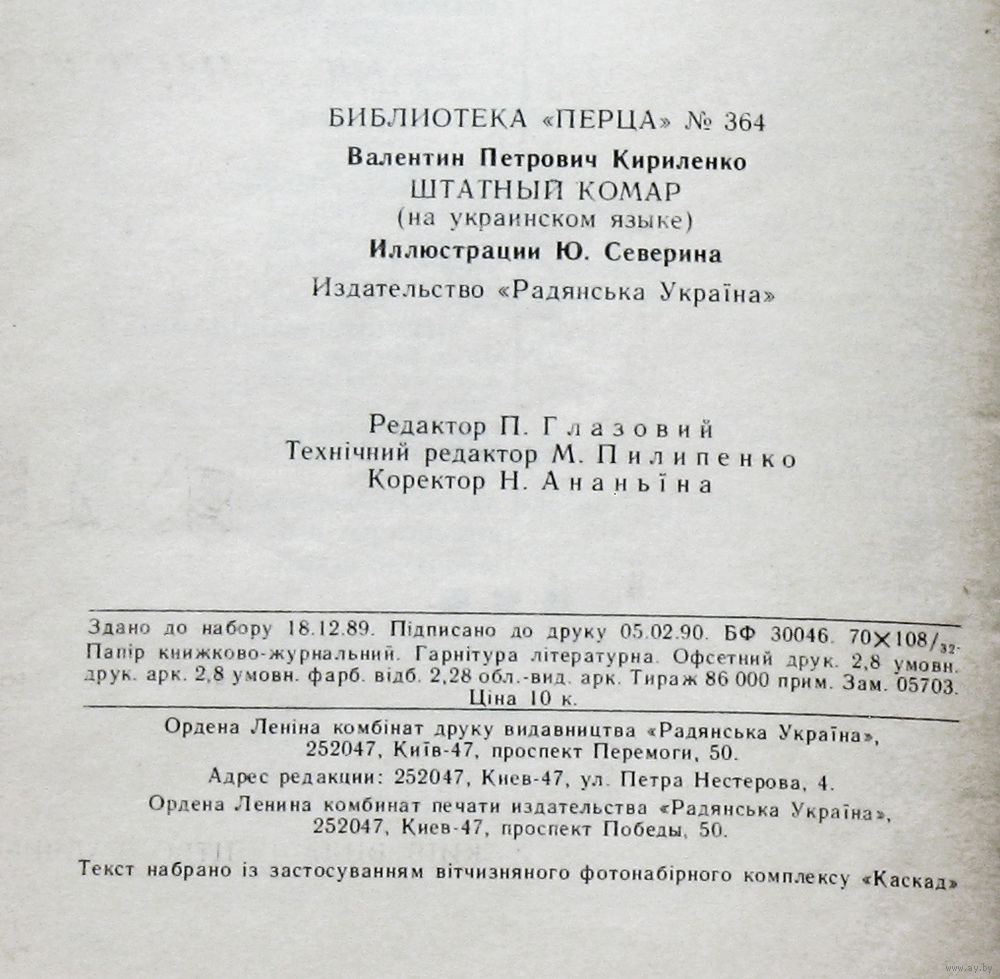 БИБЛИОТЕКА «ПЕРЦА» № 364
Валентин Петрович Кириленко
ШТАТНЫЙ КОМАР
(на украинском языке)
Иллюстрации Ю. Северина
Издательство «Радянська Україна»
Редактор П. Глазовий
Технічний редактор М. Пилипенко
Коректор Н. Ананьїна
Здано до набору 18.12.89. Підписано до друку 05.02.90. БФ 30046. 70×108/32.
Папір книжково-журнальний. Гарнітура літературна. Офсетний друк. 2,8 умовн.
друк. арк. 2,8 умовн. фарб. відб. 2,28 обл.-вид. арк. Тираж 86 000 прим. Зам. 05703.
Ціна 10 к.
Ордена Леніна комбінат друку видавництва «Радянська Україна»,
252047, Київ-47, проспект Перемоги, 50.
Адрес редакции: 252047, Киев-47, ул. Петра Нестерова, 4.
Ордена Ленина комбинат печати издательства «Радянська Україна»,
252047, Киев-47, проспект Победы, 50.
Текст набрано із застосуванням вітчизняного фотонабірного комплексу «Каскад»
www.ay.by